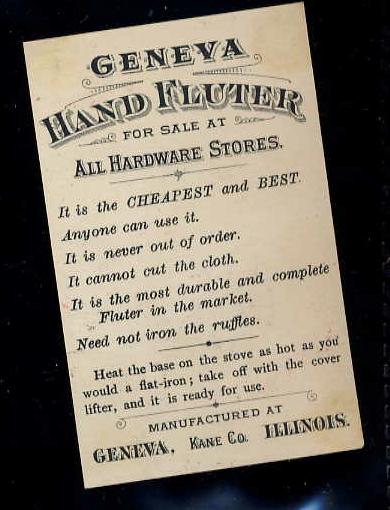 GENEVA
HAND FLUTER
FOR SALE AT
ALL HARDWARE STORES.
It is the CHEAPEST and BEST.
Anyone can use it.
It is never out of order.
It cannot cut the cloth.
It is the most durable and complete
Fluter in the market.
Need not iron the ruffles.
Heat the base on the stove as hot as you
would a flat-iron; take off with the cover
lifter, and it is ready for use.
MANUFACTURED AT
GENEVA, KANE CO. ILLINOIS.